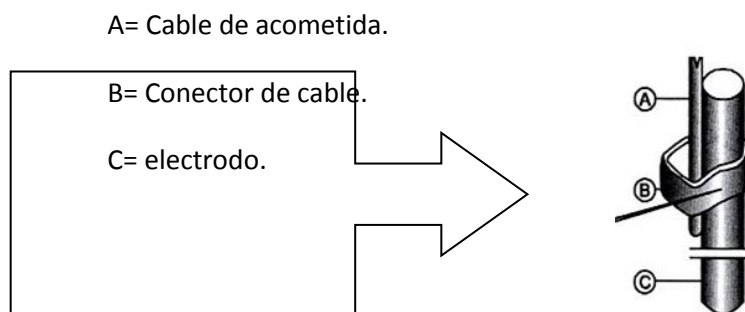 A= Cable de acometida.
B= Conector de cable.
C= electrodo.
A
B
C